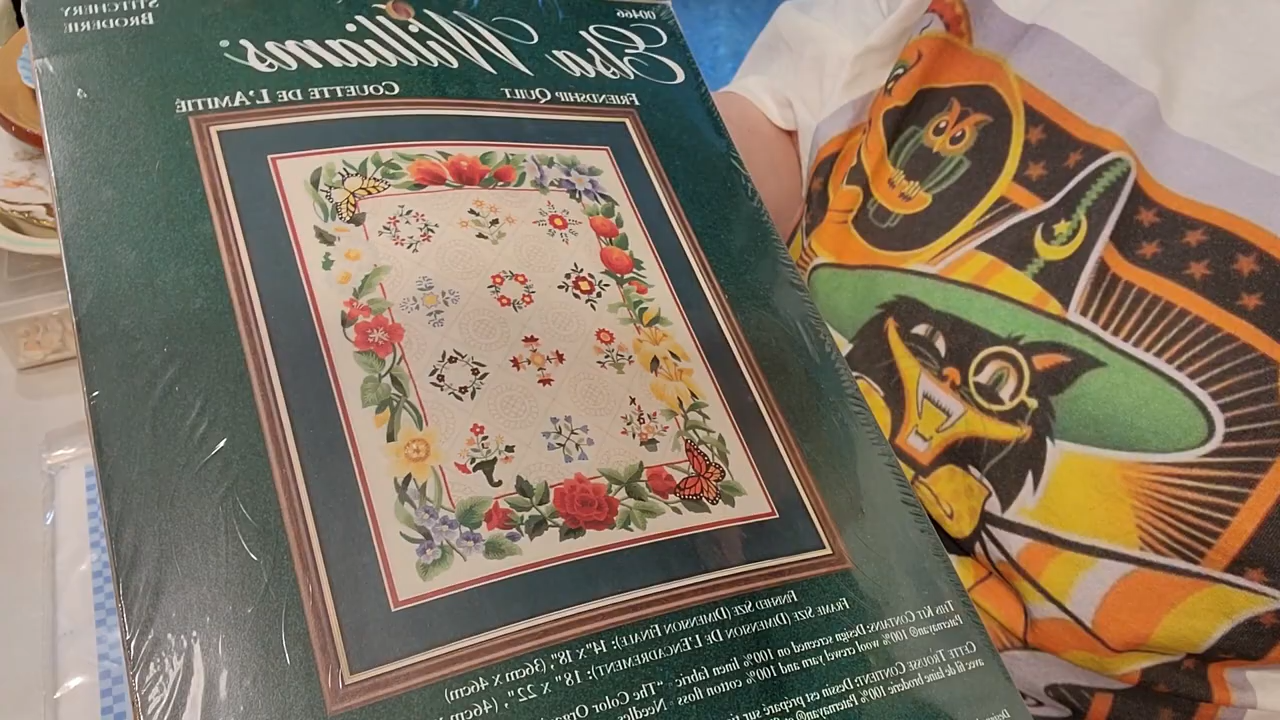 STITCHERY
BRODERIE
00466
Elsa Williams
FRIENDSHIP QUILT
COUETTE DE L'AMITIÉ
FINISHED SIZE (DIMENSION FINALE): 14" X 18", (36cm X 46cm)
FRAME SIZE (DIMENSION DE L'ENCADREMENT): 18" X 22", (46cm
THIS KIT CONTAINS: Design screened on 100% linen fabric, "The Color
Paternayan® 100% wool crewel yarn and 100% cotton floss, Needles
CETTE TROUSSE CONTIENT: Dessin est préparé sur
avec fil de laine broderie 100% Paternayan®